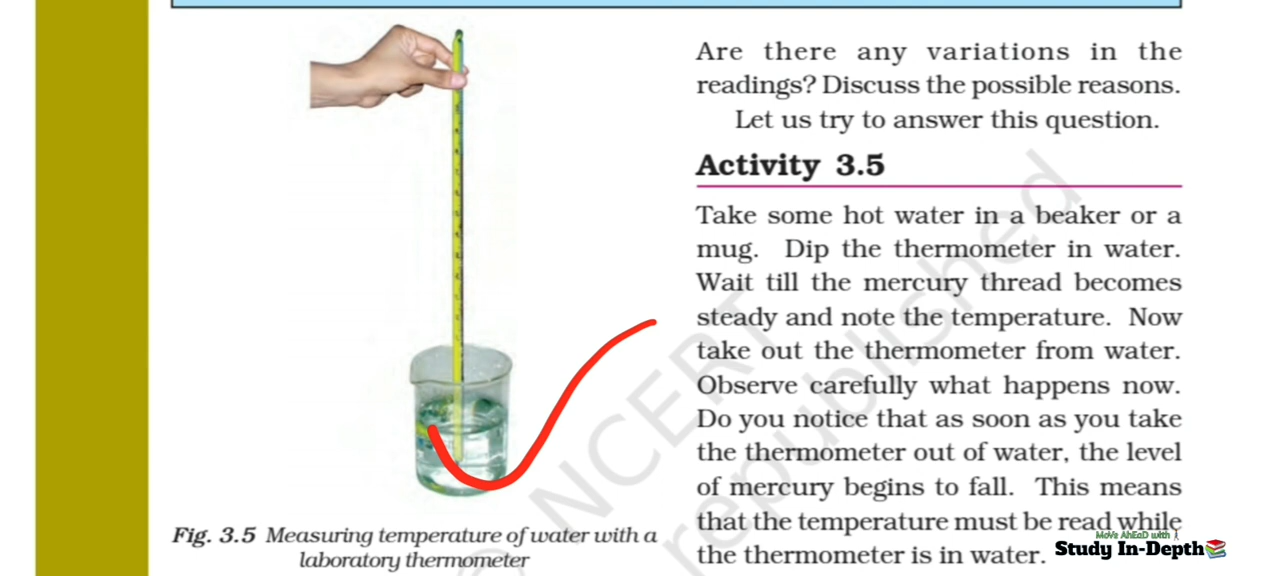 Are there any variations in the
readings? Discuss the possible reasons.
Let us try to answer this question.
Activity 3.5
Take some hot water in a beaker or a
mug. Dip the thermometer in water.
Wait till the mercury thread becomes
steady and note the temperature. Now
take out the thermometer from water.
Observe carefully what happens now.
Do you notice that as soon as you take
the thermometer out of water, the level
of mercury begins to fall. This means
that the temperature must be read while
the thermometer is in water.
Fig. 3.5 Measuring temperature of water with a
laboratory thermometer
NCERT
republished
MoVe AhEaD with
Study In-Depth